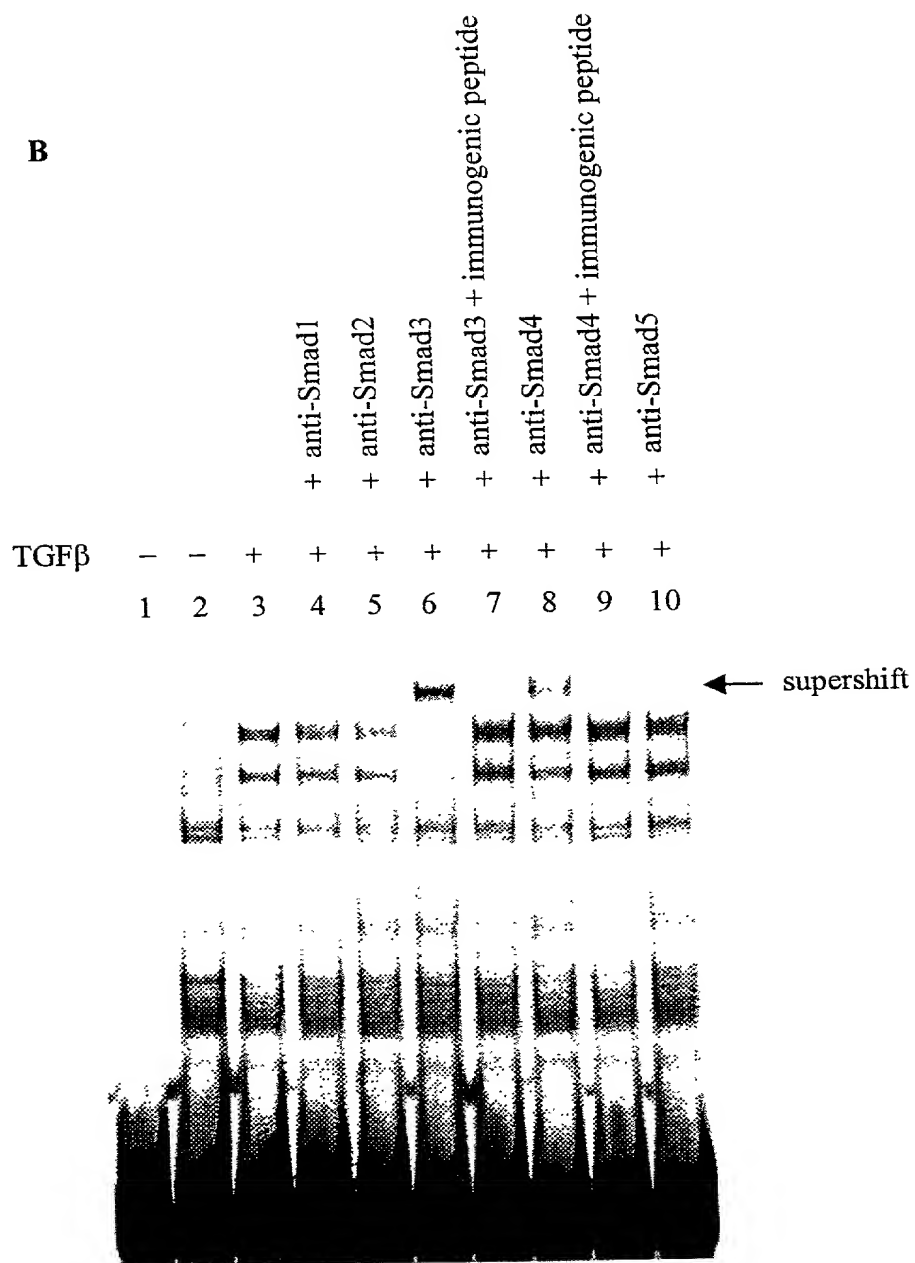 B
+ anti-Smad1
+ anti-Smad2
+ anti-Smad3
+ anti-Smad3 + immunogenic peptide
+ anti-Smad4
+ anti-Smad4 + immunogenic peptide
+ anti-Smad5
TGFβ – – + + + + + + + +
1 2 3 4 5 6 7 8 9 10
supershift